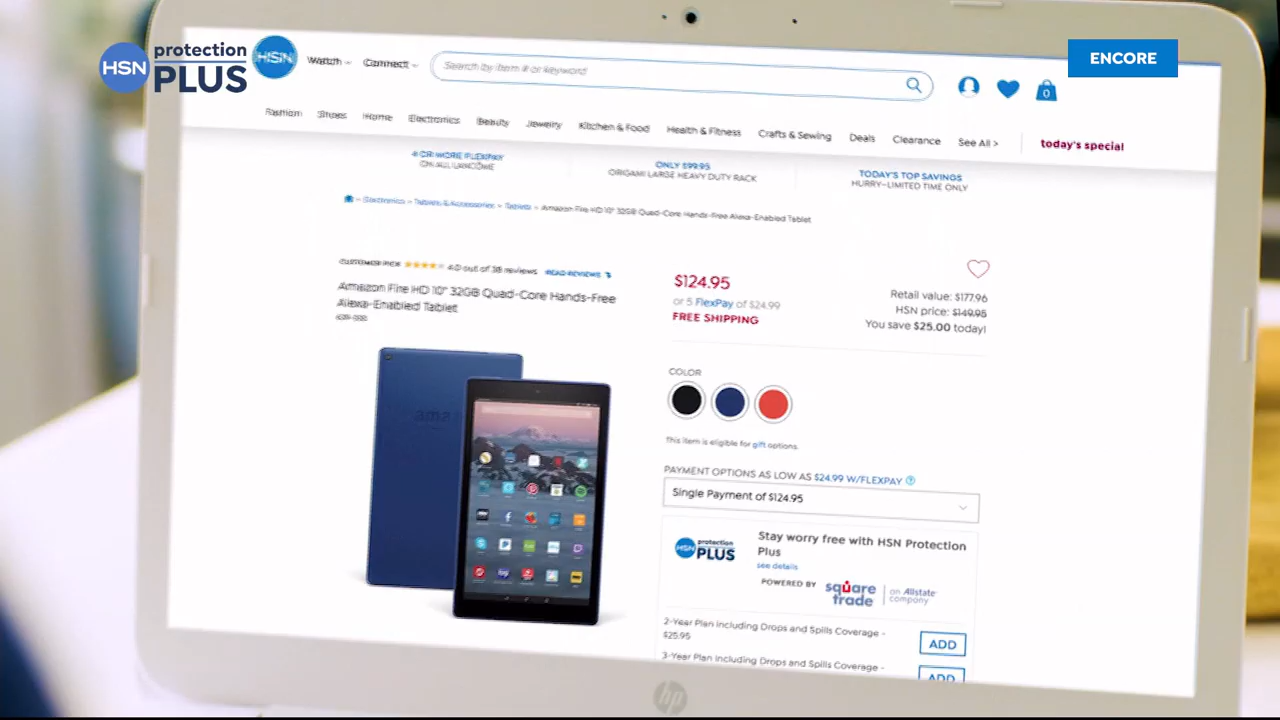 HSN protection PLUS
ENCORE
HSN
Watch
Connect
Search by item # or keyword
0
Fashion Shoes Home Electronics Beauty Jewelry Kitchen & Food Health & Fitness Crafts & Sewing Deals Clearance See All > today's special
4 OR MORE FLEXPAY
ON ALL LANCÔME
ONLY $99.95
ORIGAMI LARGE HEAVY DUTY RACK
TODAY'S TOP SAVINGS
HURRY–LIMITED TIME ONLY
Electronics > Tablets & Accessories > Tablets > Amazon Fire HD 10" 32GB Quad-Core Hands-Free Alexa-Enabled Tablet
CUSTOMER PICK 4.0 out of 38 reviews READ REVIEWS
Amazon Fire HD 10" 32GB Quad-Core Hands-Free
Alexa-Enabled Tablet
$124.95
or 5 FlexPay of $24.99
FREE SHIPPING
Retail value: $177.96
HSN price: $149.95
You save $25.00 today!
COLOR
This item is eligible for gift options.
PAYMENT OPTIONS AS LOW AS $24.99 W/FLEXPAY ?
Single Payment of $124.95
HSN protection PLUS
Stay worry free with HSN Protection
Plus
see details
POWERED BY square trade | an Allstate company
2-Year Plan Including Drops and Spills Coverage -
$25.95
ADD
3-Year Plan Including Drops and Spills Coverage -
ADD
ama
hp